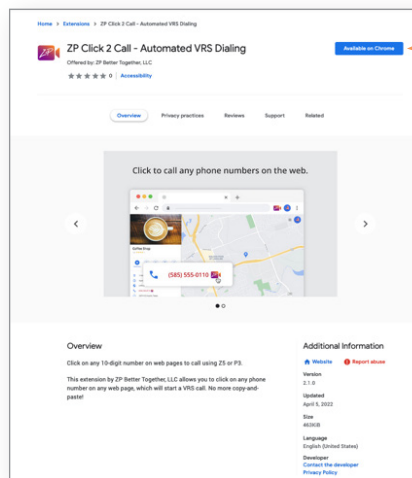 Home > Extensions > ZP Click 2 Call - Automated VRS Dialing
ZP
ZP Click 2 Call - Automated VRS Dialing
Available on Chrome
Offered by: ZP Better Together, LLC
★★★★★ 0 | Accessibility
Overview Privacy practices Reviews Support Related
Click to call any phone numbers on the web.
Coffee Shop
(585) 555-0110
Overview
Click on any 10-digit number on web pages to call using Z5 or P3.
This extension by ZP Better Together, LLC allows you to click on any phone
number on any web page, which will start a VRS call. No more copy-and-
paste!
Additional Information
Website Report abuse
Version
2.1.0
Updated
April 5, 2022
Size
462KiB
Language
English (United States)
Developer
Contact the developer
Privacy Policy